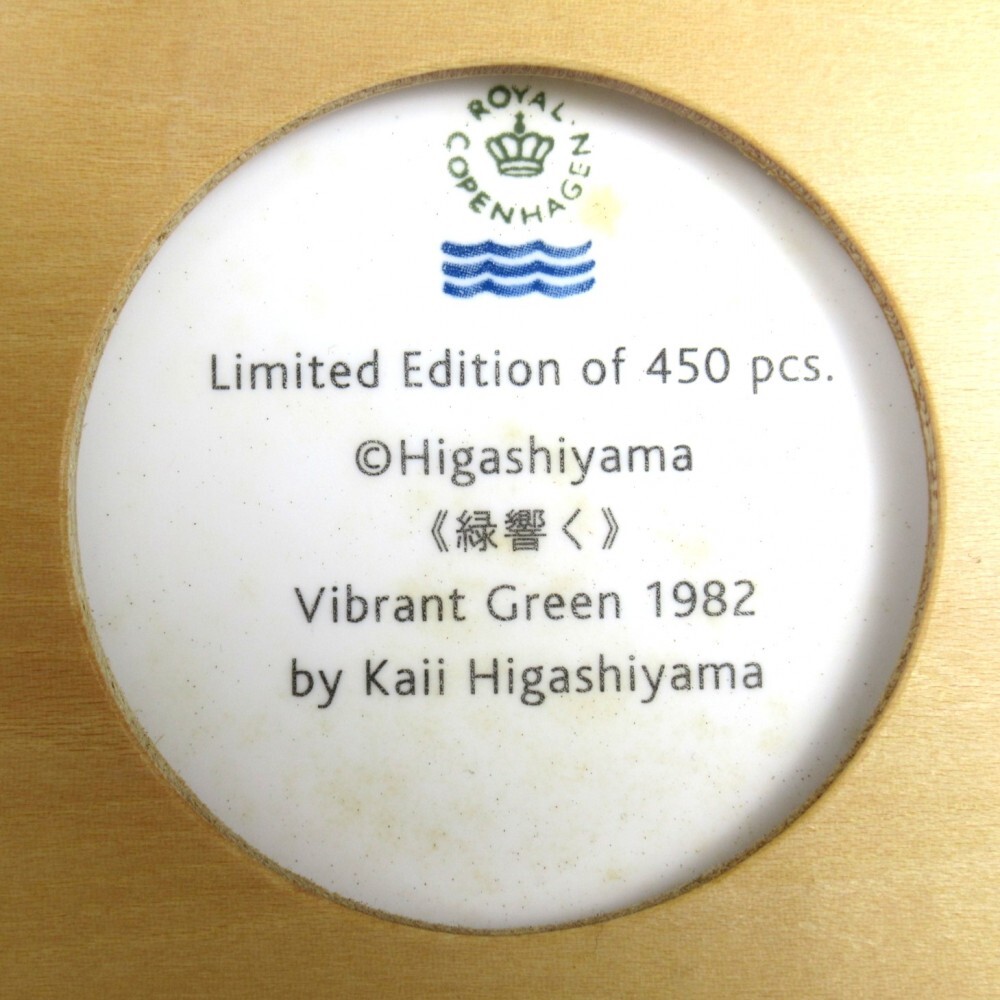 ROYAL
COPENHAGEN
Limited Edition of 450 pcs.
©Higashiyama
《緑響く》
Vibrant Green 1982
by Kaii Higashiyama